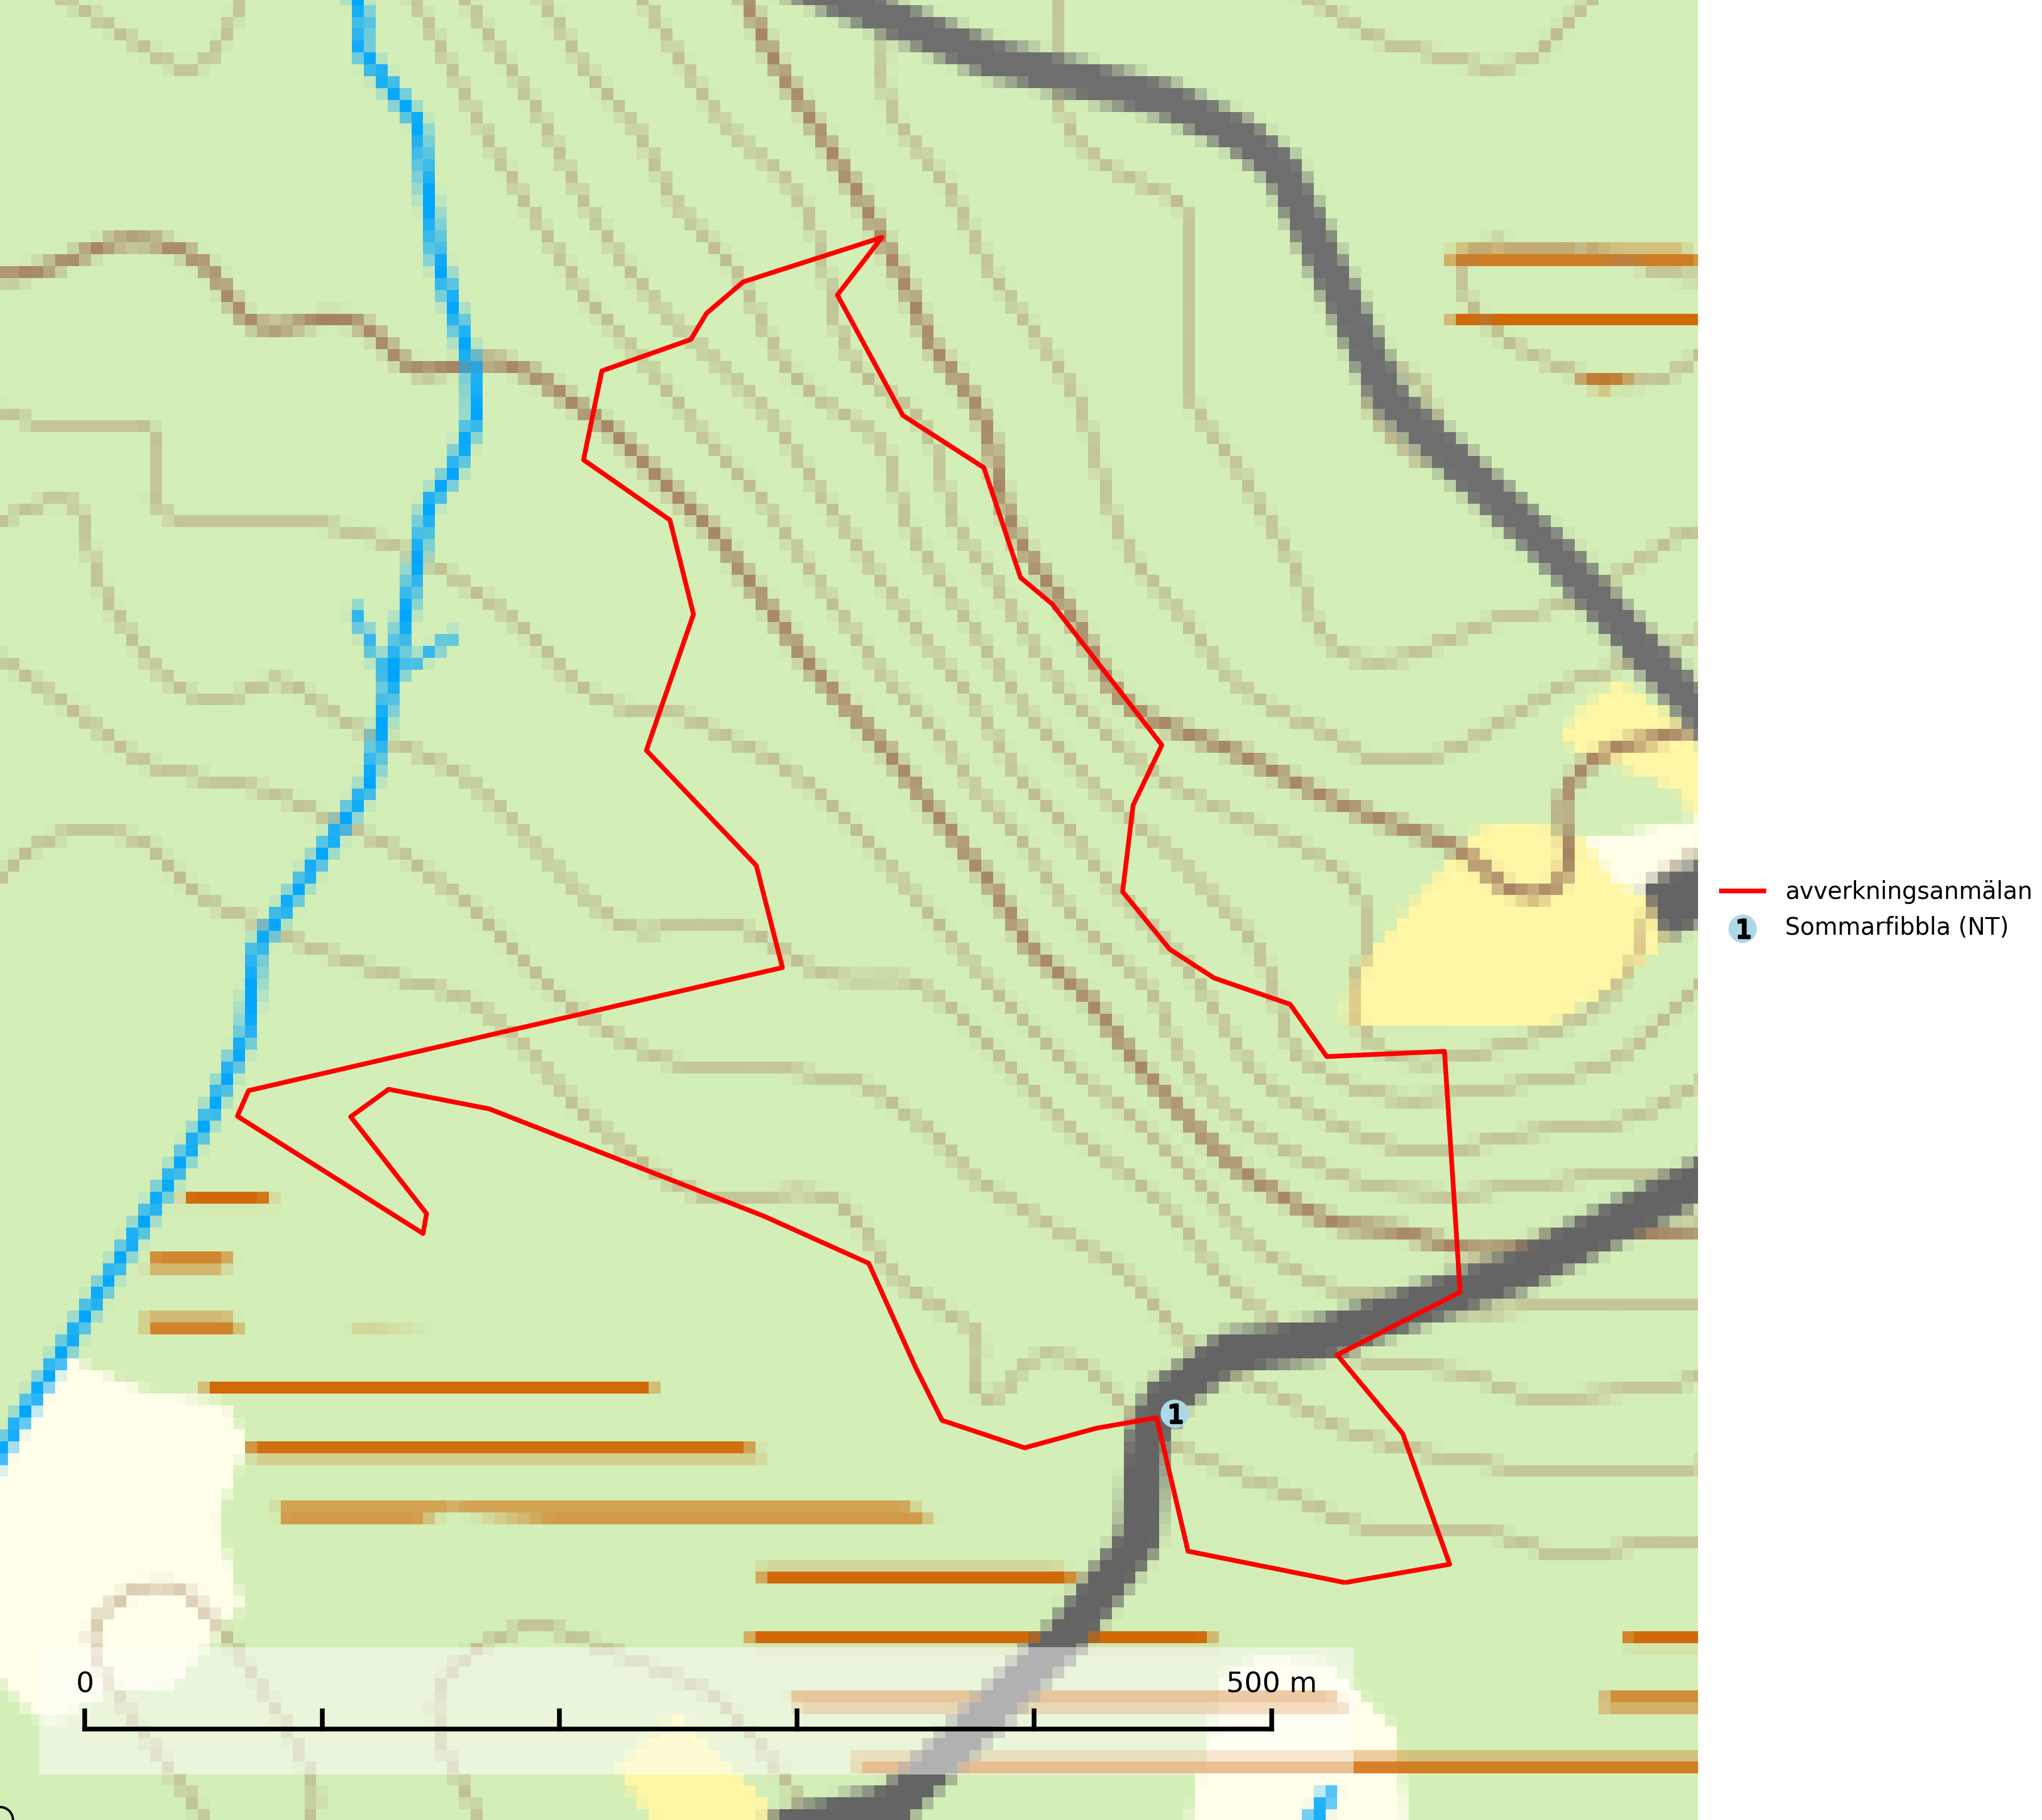 avverkningsanmälan
1 Sommarfibbla (NT)
1
0 500 m